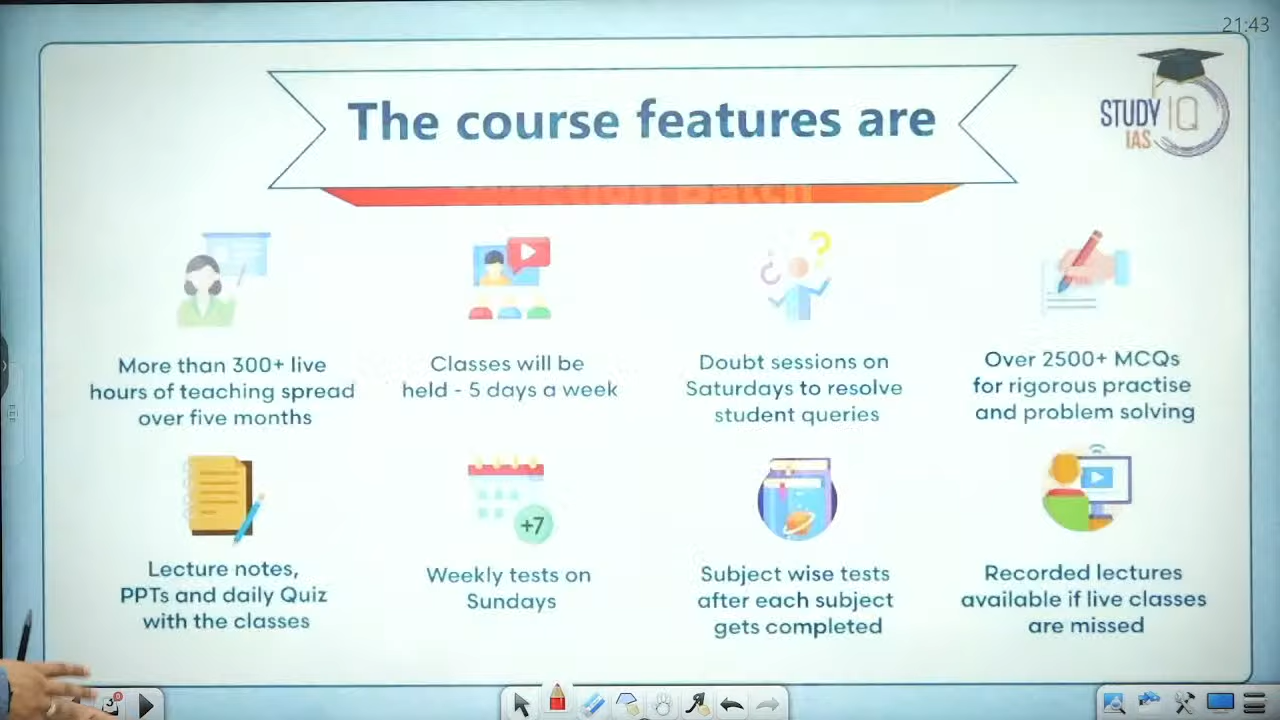 21:43
The course features are
STUDY IQ
IAS
More than 300+ live
hours of teaching spread
over five months
Classes will be
held - 5 days a week
Doubt sessions on
Saturdays to resolve
student queries
Over 2500+ MCQs
for rigorous practise
and problem solving
+7
Lecture notes,
PPTs and daily Quiz
with the classes
Weekly tests on
Sundays
Subject wise tests
after each subject
gets completed
Recorded lectures
available if live classes
are missed